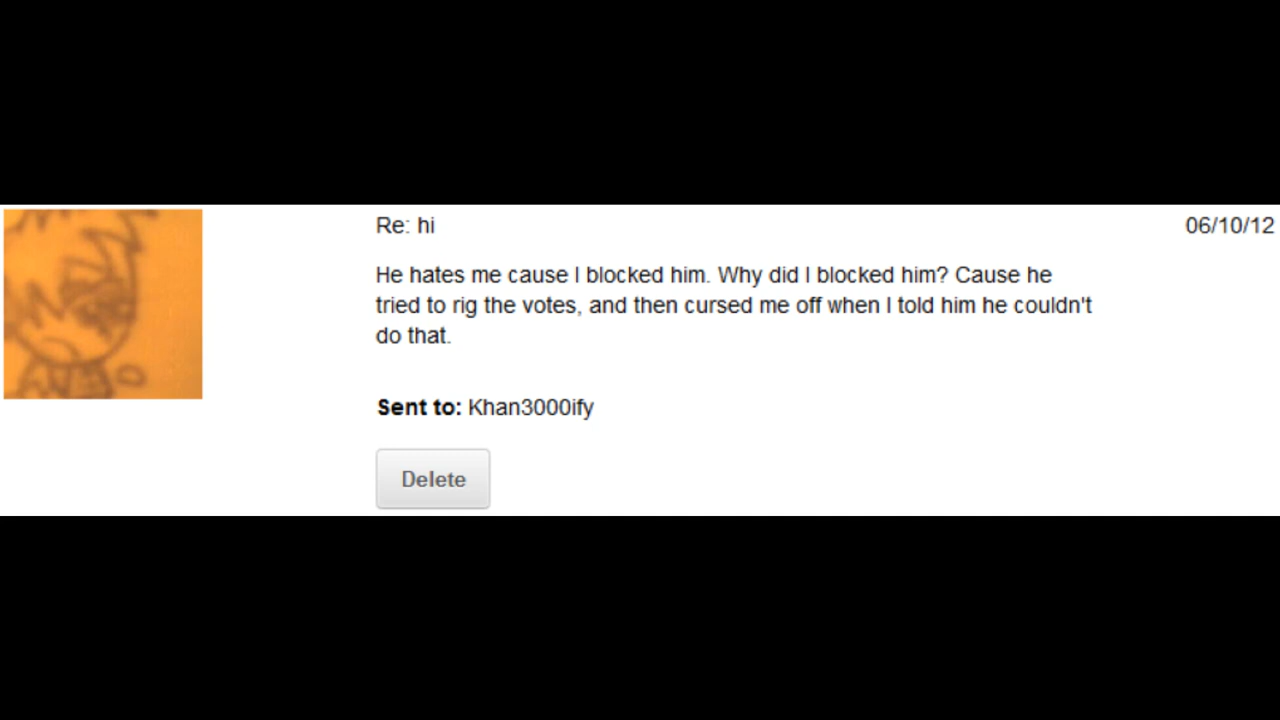 Re: hi
06/10/12
He hates me cause I blocked him. Why did I blocked him? Cause he
tried to rig the votes, and then cursed me off when I told him he couldn't
do that.
Sent to: Khan3000ify
Delete